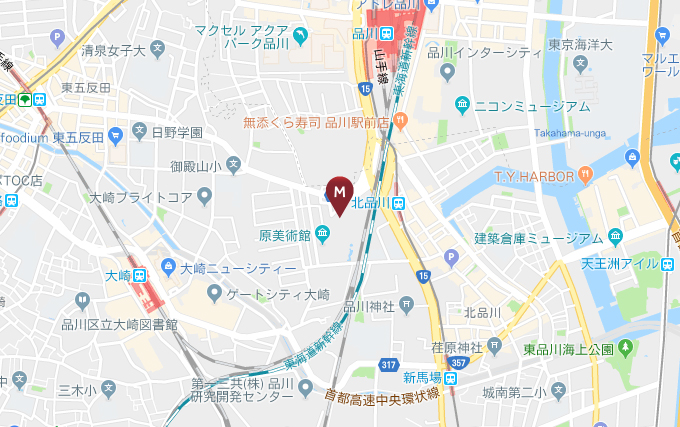 アトレ品川
マクセル アクア
パーク品川
品川
山手線
東海道新幹線
清泉女子大
品川インターシティ
東京海洋大
マルエ
ワール
東五反田
五反田
15
ニコンミュージアム
foodium 東五反田
日野学園
無添くら寿司 品川駅前店
Takahama-unga
御殿山小
T.Y.HARBOR
TOC店
大崎ブライトコア
M
北品川
原美術館
建築倉庫ミュージアム
天王洲アイル
大崎
大崎ニューシティー
P
15
ゲートシティ大崎
品川神社
北品川
品川区立大崎図書館
東海道新幹線
荏原神社
東品川海上公園
317
357
三木小
第一三共(株) 品川
研究開発センター
新馬場
首都高速中央環状線
城南第二小